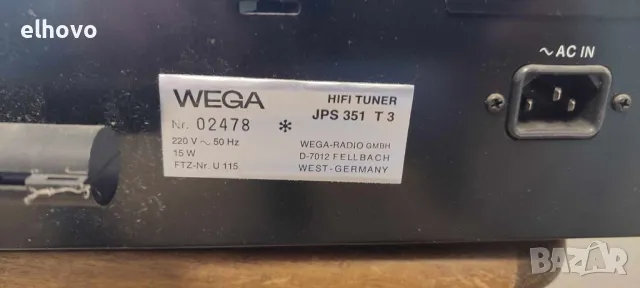 elhovo
~ AC IN
WEGA
HIFI TUNER
JPS 351 T 3
Nr. 02478 *
220 V ~ 50 Hz
15 W
FTZ-Nr. U 115
WEGA-RADIO GMBH
D-7012 FELLBACH
WEST-GERMANY
BAZAR